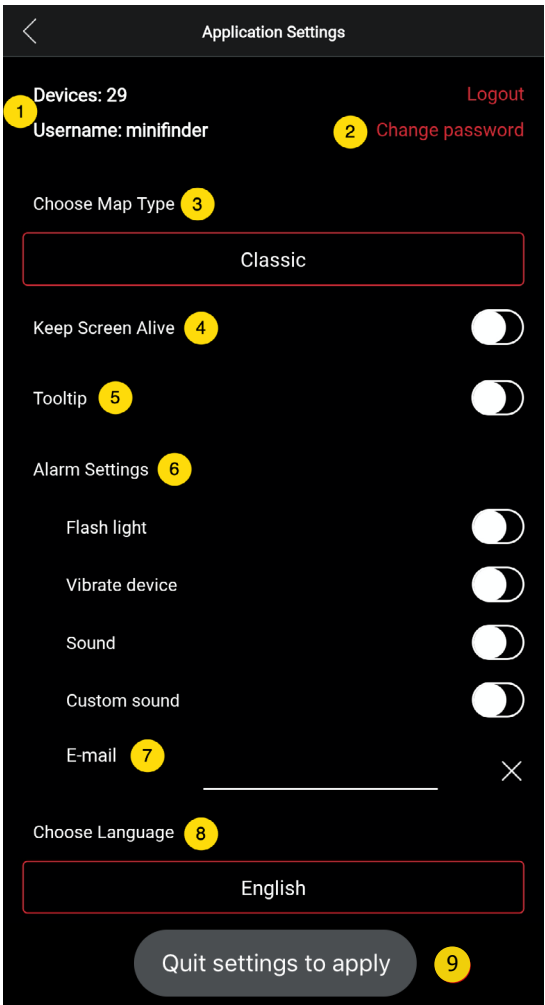 Application Settings
Devices: 29 Logout
1
Username: minifinder 2 Change password
Choose Map Type 3
Classic
Keep Screen Alive 4
Tooltip 5
Alarm Settings 6
Flash light
Vibrate device
Sound
Custom sound
E-mail 7
Choose Language 8
English
Quit settings to apply 9